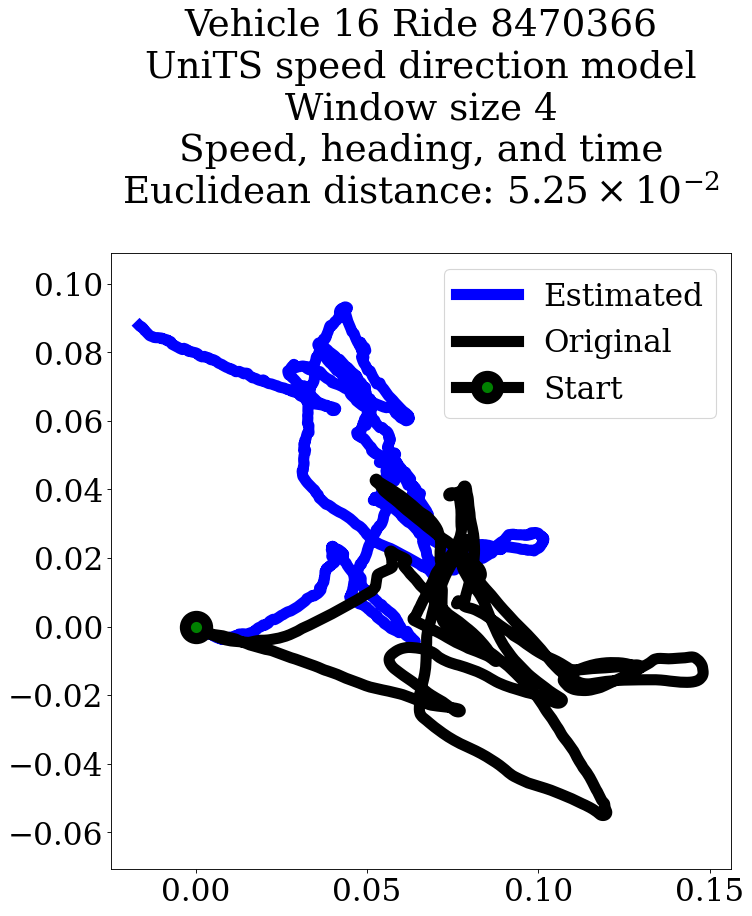 Vehicle 16 Ride 8470366
UniTS speed direction model
Window size 4
Speed, heading, and time
Euclidean distance: 5.25 × 10⁻²
Estimated
Original
Start
0.10
0.08
0.06
0.04
0.02
0.00
−0.02
−0.04
−0.06
0.00 0.05 0.10 0.15